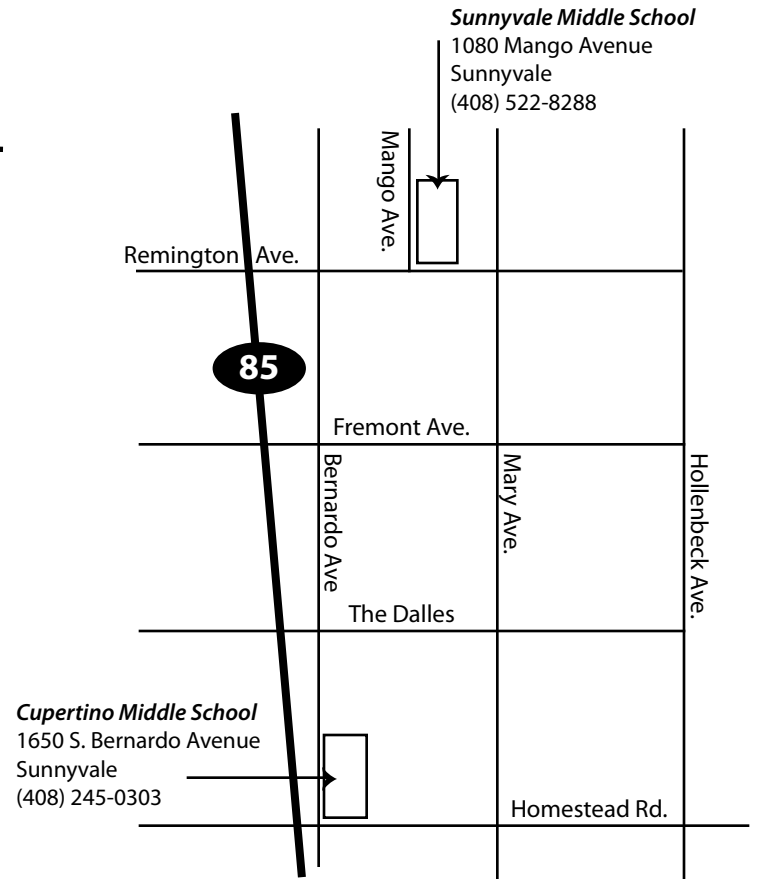 Sunnyvale Middle School
1080 Mango Avenue
Sunnyvale
(408) 522-8288
Mango Ave.
Remington Ave.
85
Fremont Ave.
Bernardo Ave
Mary Ave.
Hollenbeck Ave.
The Dalles
Cupertino Middle School
1650 S. Bernardo Avenue
Sunnyvale
(408) 245-0303
Homestead Rd.